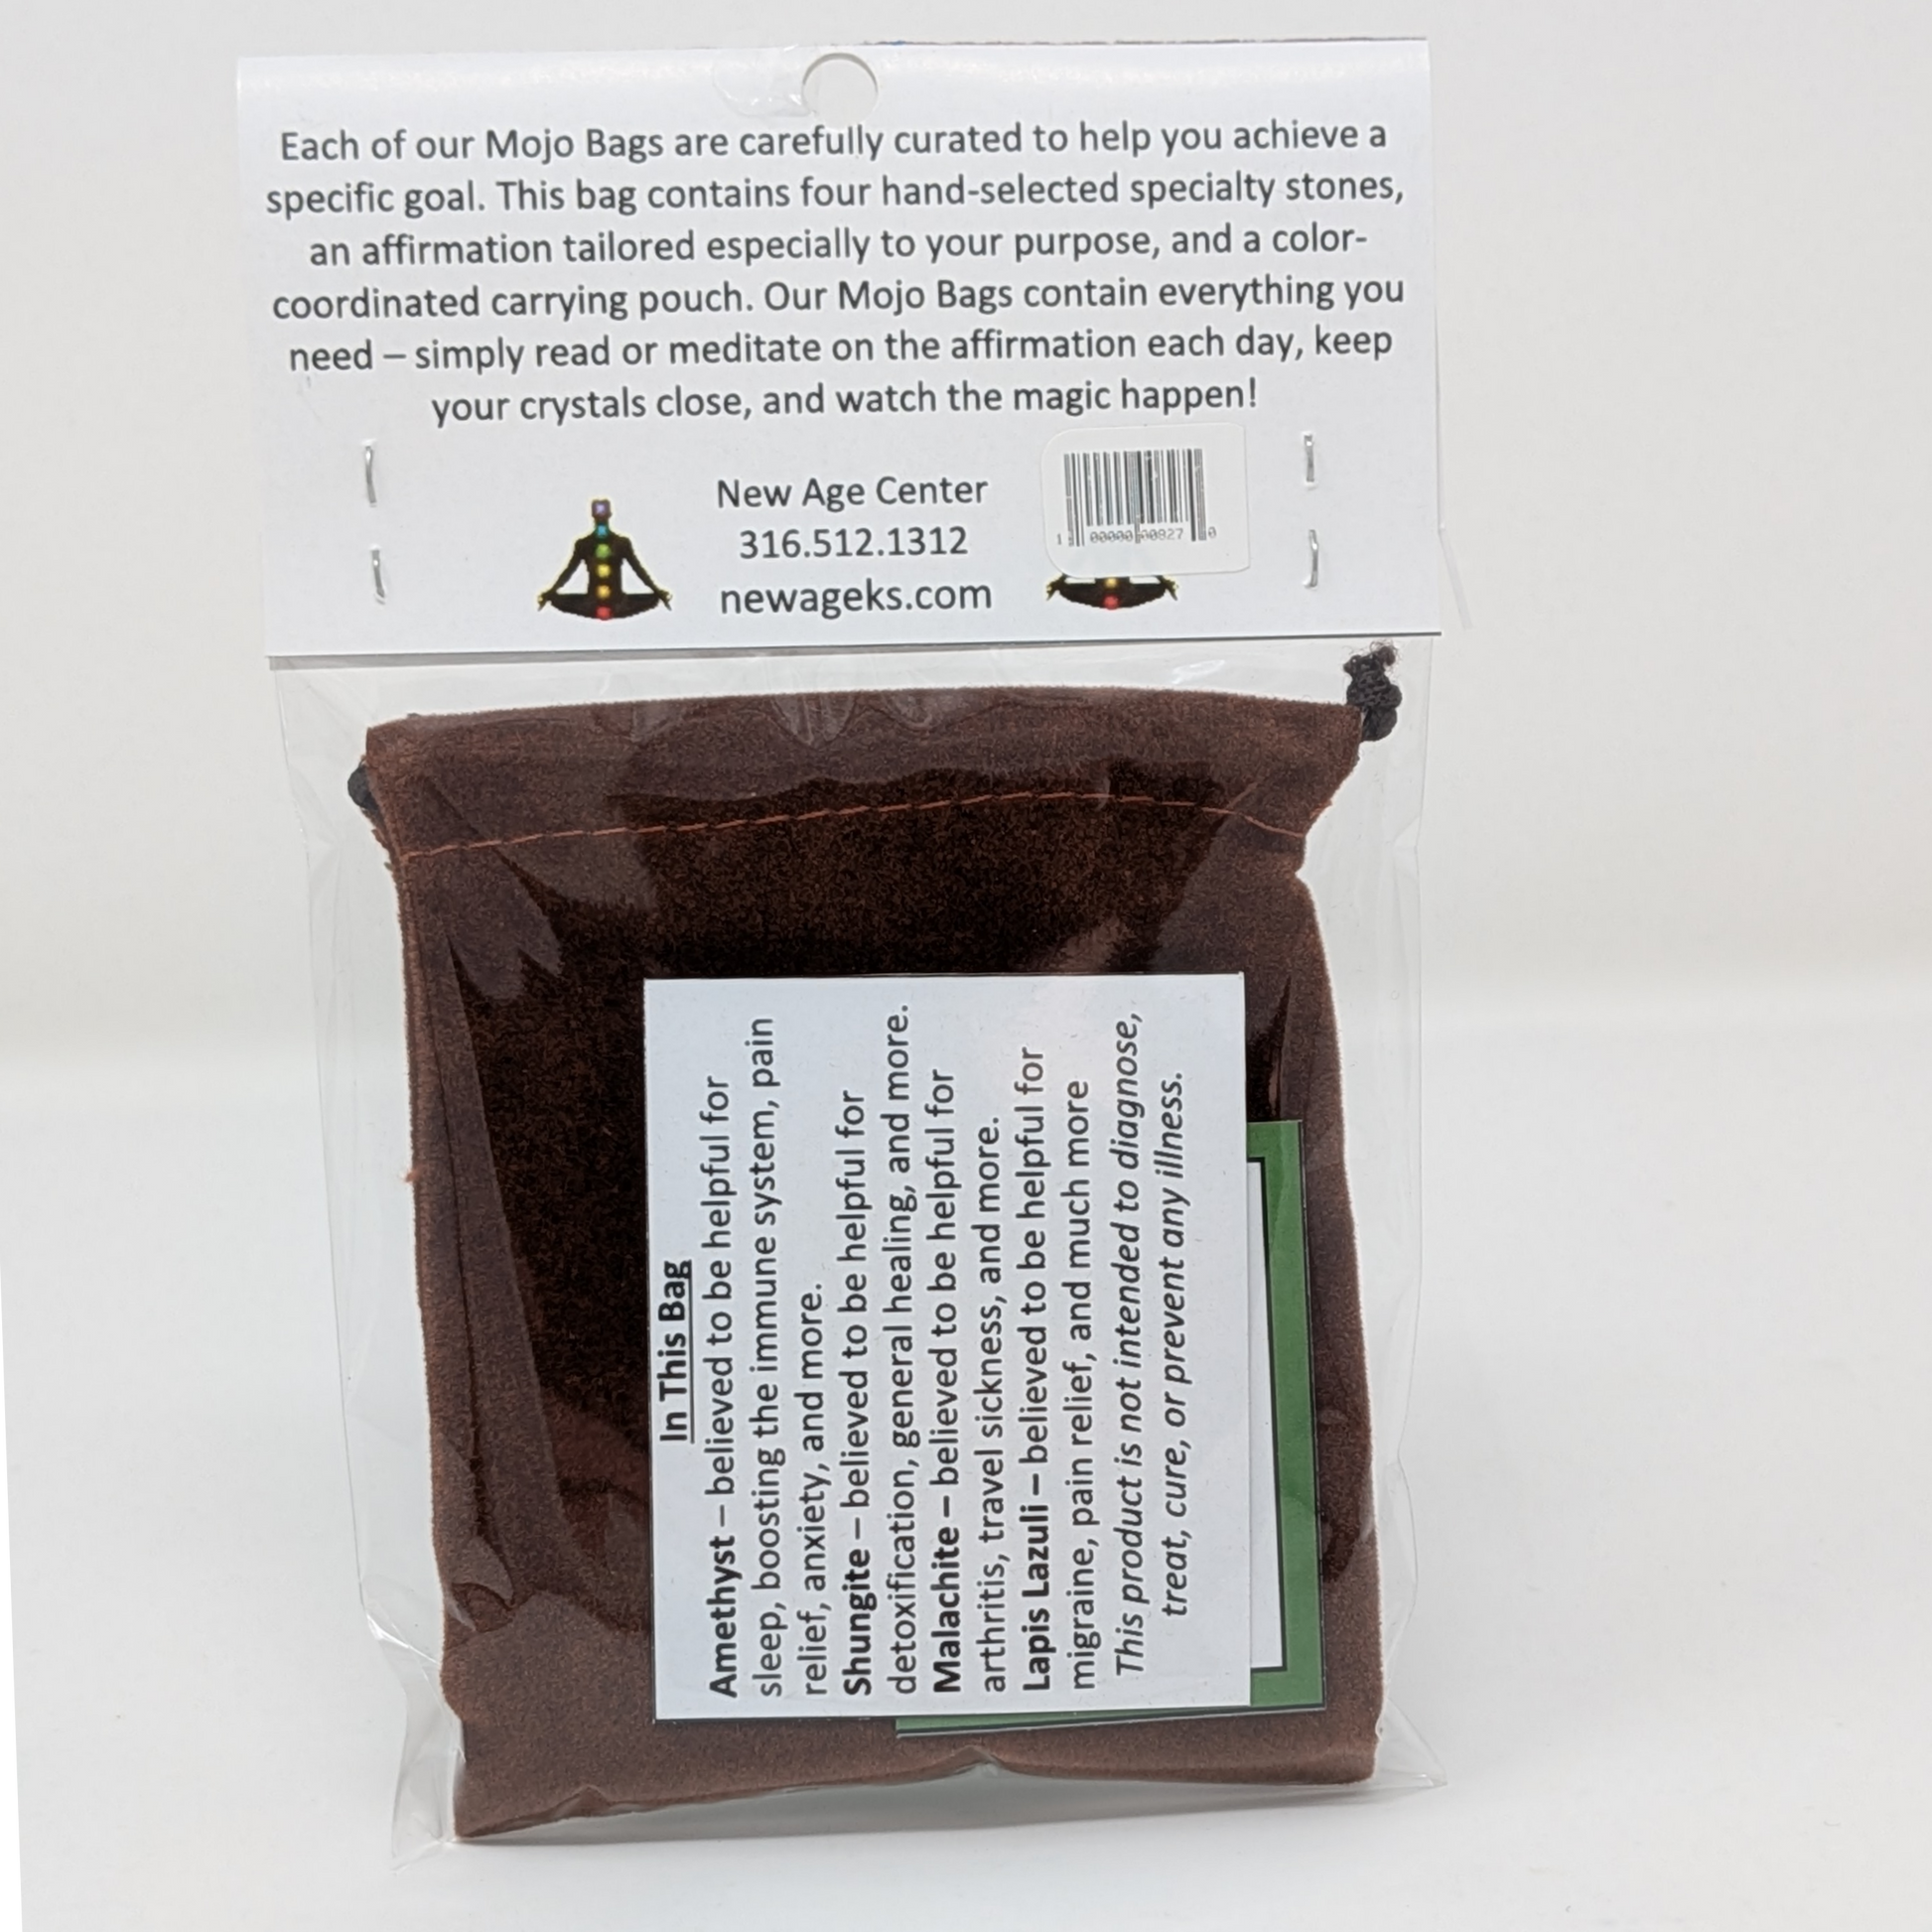 Each of our Mojo Bags are carefully curated to help you achieve a
specific goal. This bag contains four hand-selected specialty stones,
an affirmation tailored especially to your purpose, and a color-
coordinated carrying pouch. Our Mojo Bags contain everything you
need – simply read or meditate on the affirmation each day, keep
your crystals close, and watch the magic happen!
New Age Center
316.512.1312
newageks.com
1 00000 00827 0
In This Bag
Amethyst – believed to be helpful for
sleep, boosting the immune system, pain
relief, anxiety, and more.
Shungite – believed to be helpful for
detoxification, general healing, and more.
Malachite – believed to be helpful for
arthritis, travel sickness, and more.
Lapis Lazuli – believed to be helpful for
migraine, pain relief, and much more
This product is not intended to diagnose,
treat, cure, or prevent any illness.